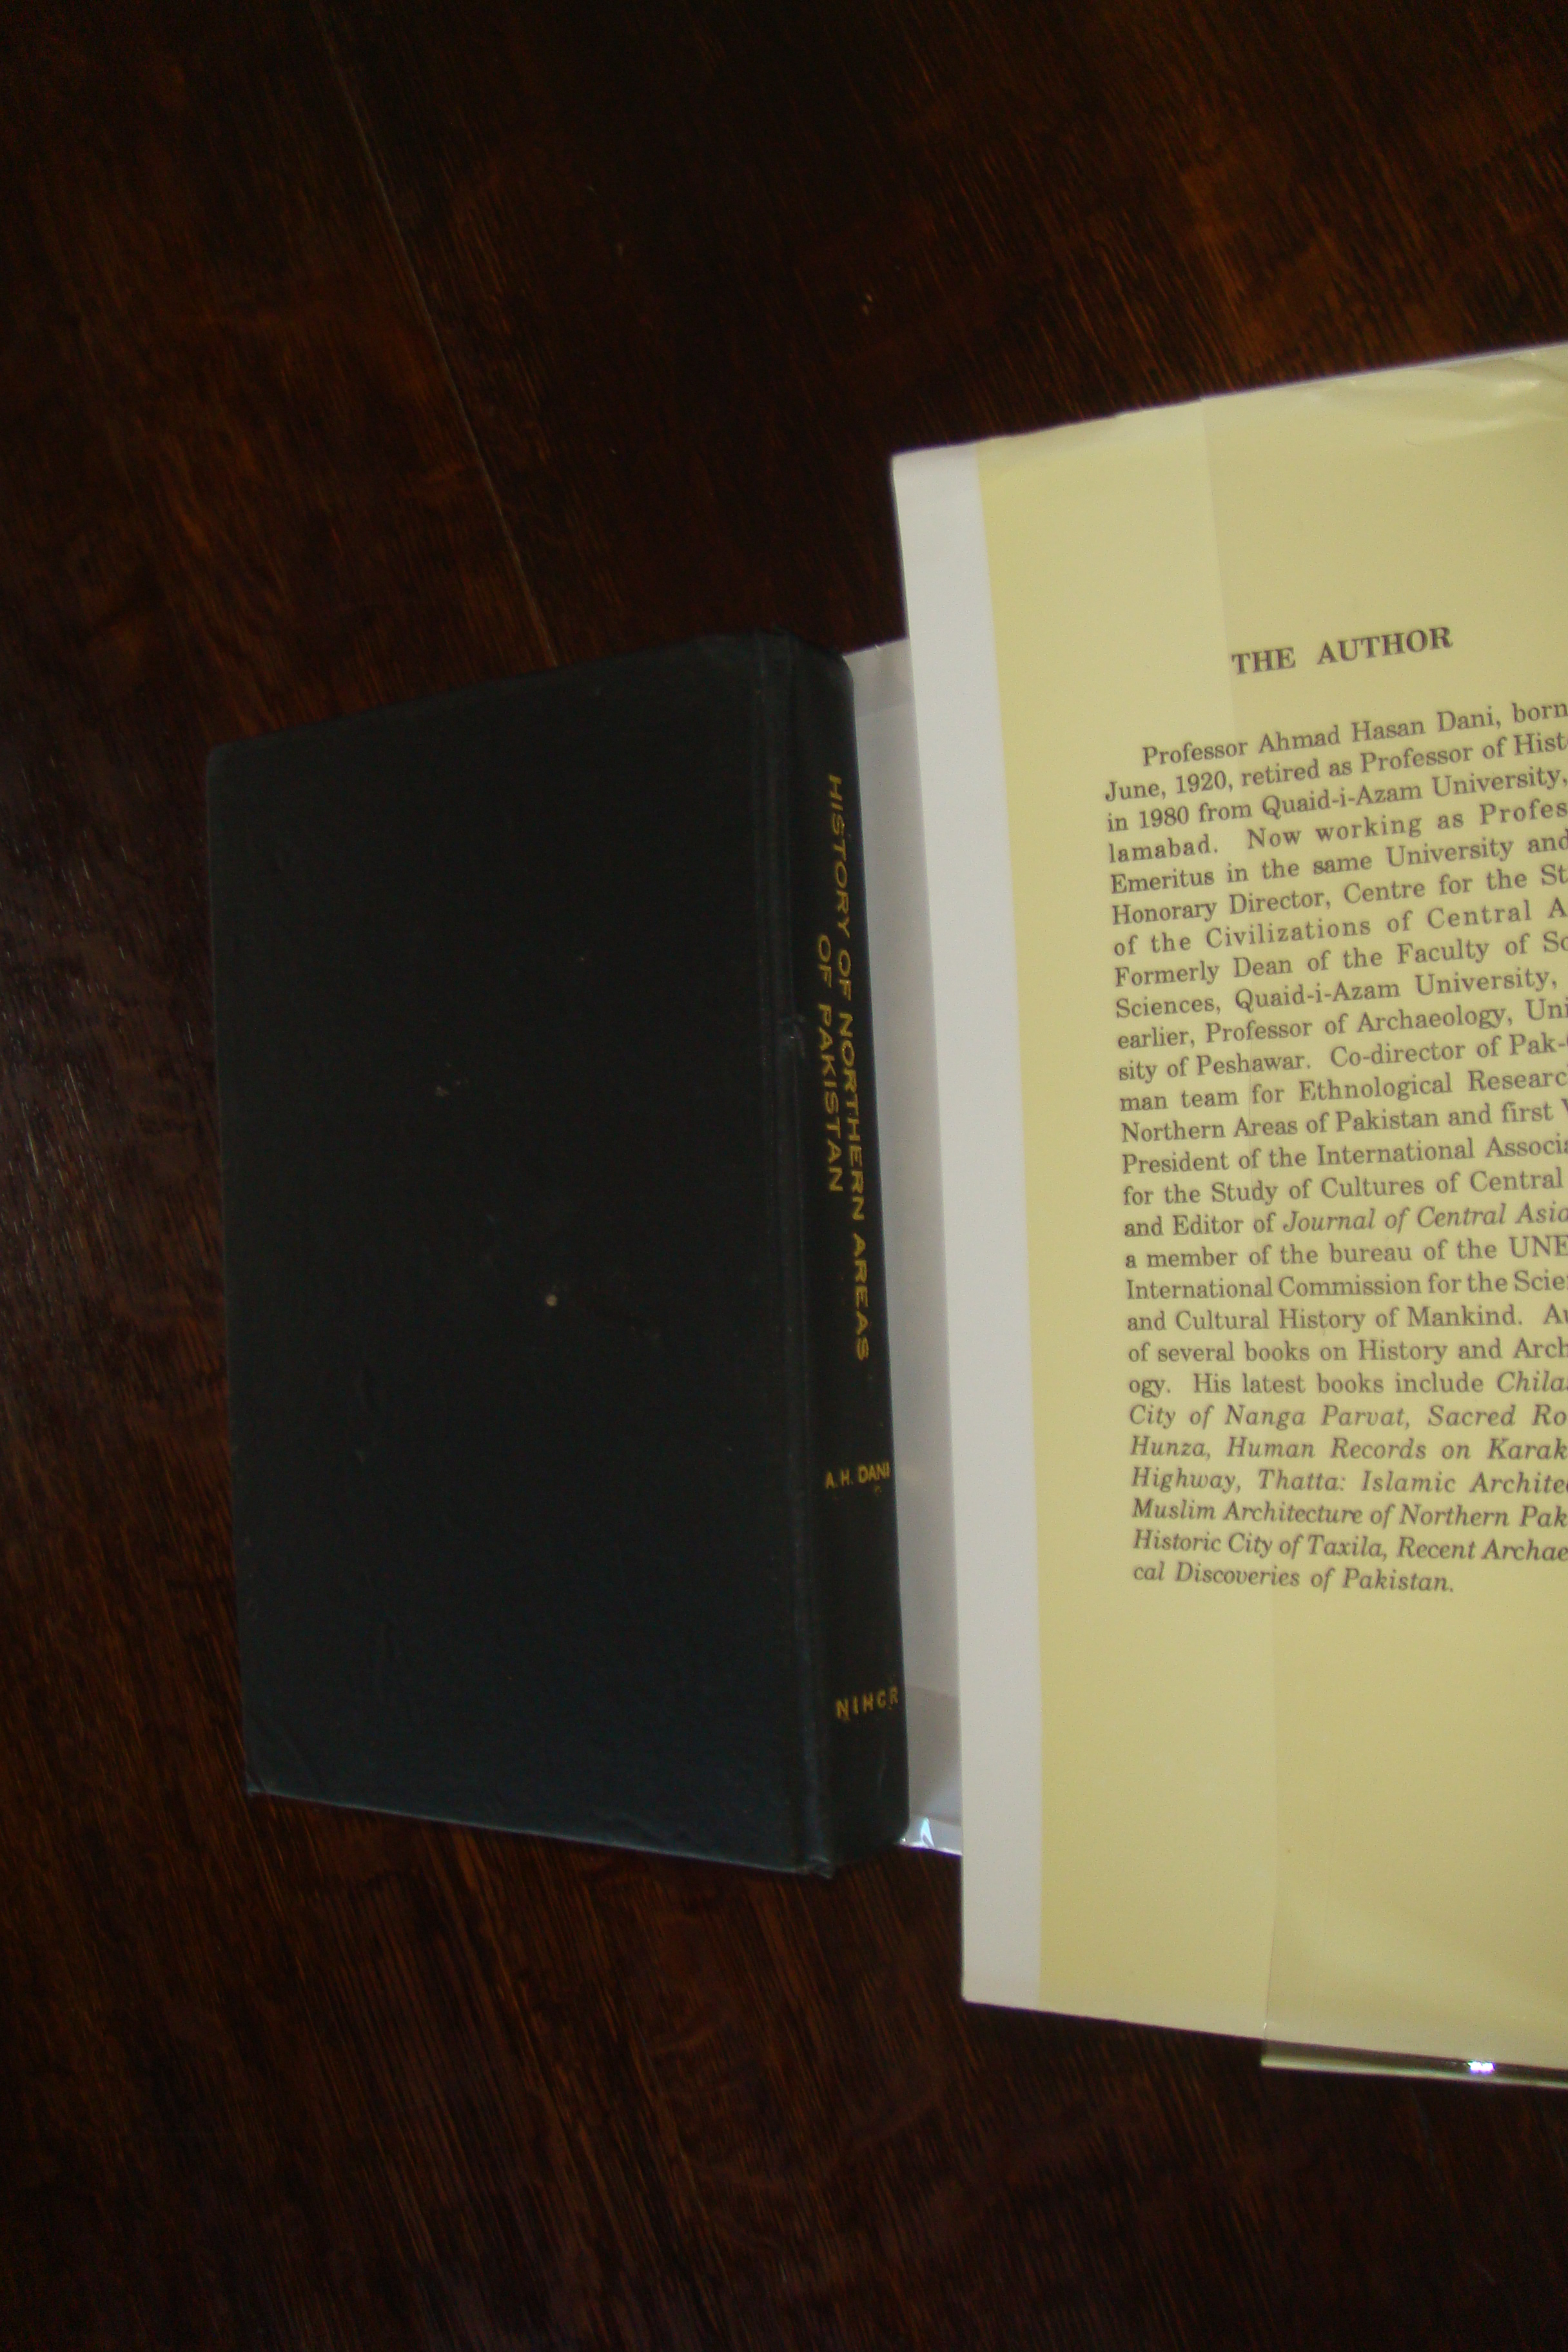 HISTORY OF NORTHERN AREAS
OF PAKISTAN
A.H. DANI
NIHCR
THE AUTHOR
Professor Ahmad Hasan Dani, born
June, 1920, retired as Professor of Hist
in 1980 from Quaid-i-Azam University,
lamabad. Now working as Profes
Emeritus in the same University and
Honorary Director, Centre for the St
of the Civilizations of Central A
Formerly Dean of the Faculty of So
Sciences, Quaid-i-Azam University,
earlier, Professor of Archaeology, Uni
sity of Peshawar. Co-director of Pak-
man team for Ethnological Researc
Northern Areas of Pakistan and first V
President of the International Associa
for the Study of Cultures of Central
and Editor of Journal of Central Asia
a member of the bureau of the UNE
International Commission for the Scie
and Cultural History of Mankind. Au
of several books on History and Arch
ogy. His latest books include Chila
City of Nanga Parvat, Sacred Ro
Hunza, Human Records on Karak
Highway, Thatta: Islamic Archite
Muslim Architecture of Northern Pak
Historic City of Taxila, Recent Archae
cal Discoveries of Pakistan.